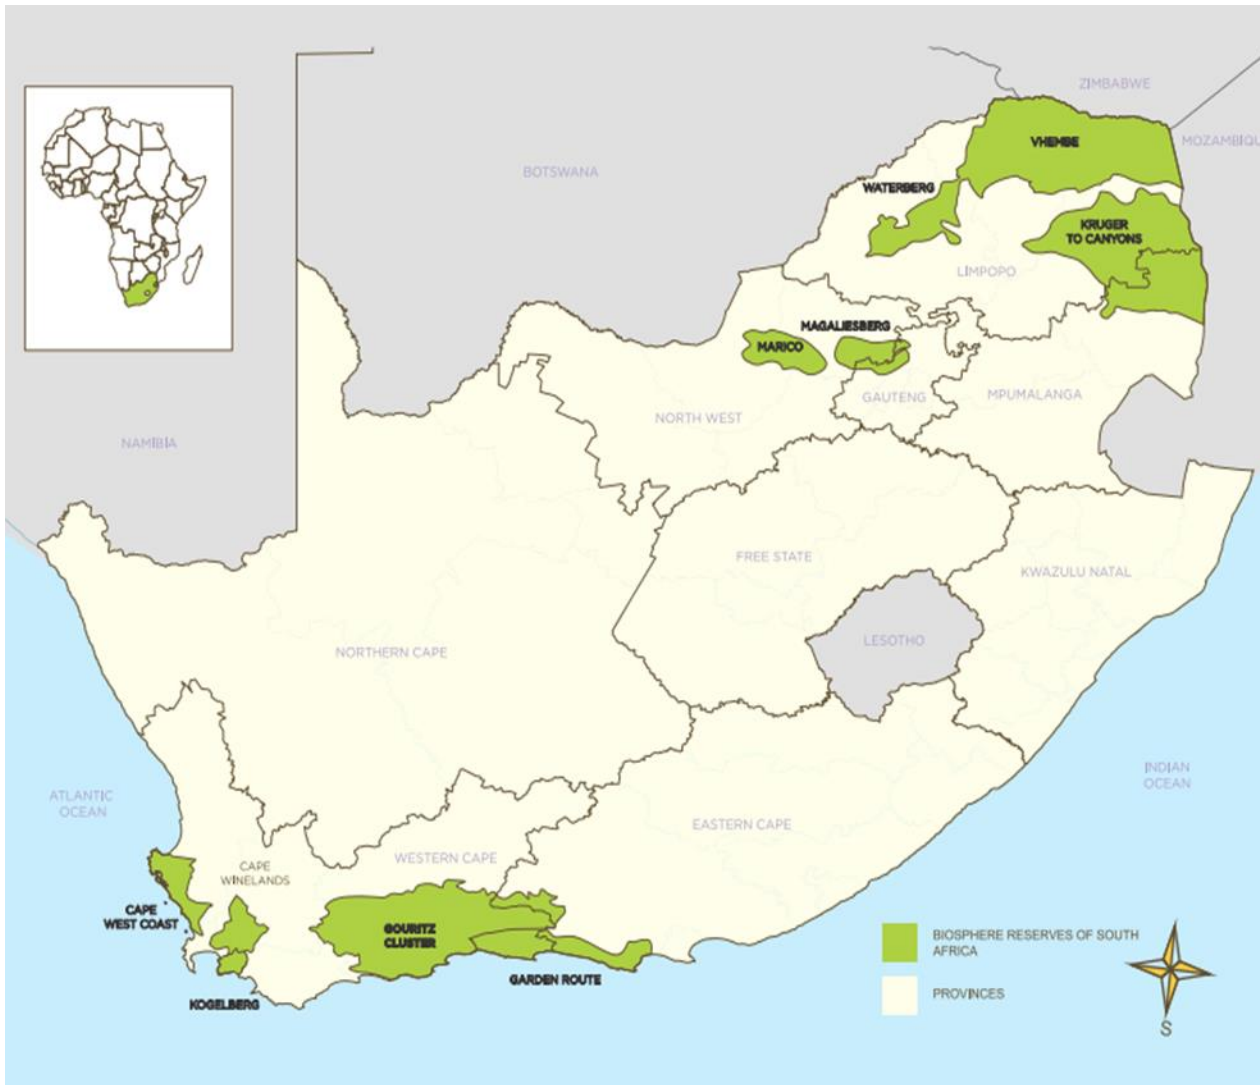 ZIMBABWE
MOZAMBIQU
VHEMBE
BOTSWANA
WATERBERG
KRUGER
TO CANYONS
LIMPOPO
MAGALIESBERG
MARICO
GAUTENG
MPUMALANGA
NORTH WEST
NAMIBIA
FREE STATE
KWAZULU NATAL
LESOTHO
NORTHERN CAPE
ATLANTIC
OCEAN
INDIAN
OCEAN
EASTERN CAPE
WESTERN CAPE
CAPE
WINELANDS
CAPE
WEST COAST
GOURITZ
CLUSTER
GARDEN ROUTE
KOGELBERG
BIOSPHERE RESERVES OF SOUTH
AFRICA
PROVINCES
S